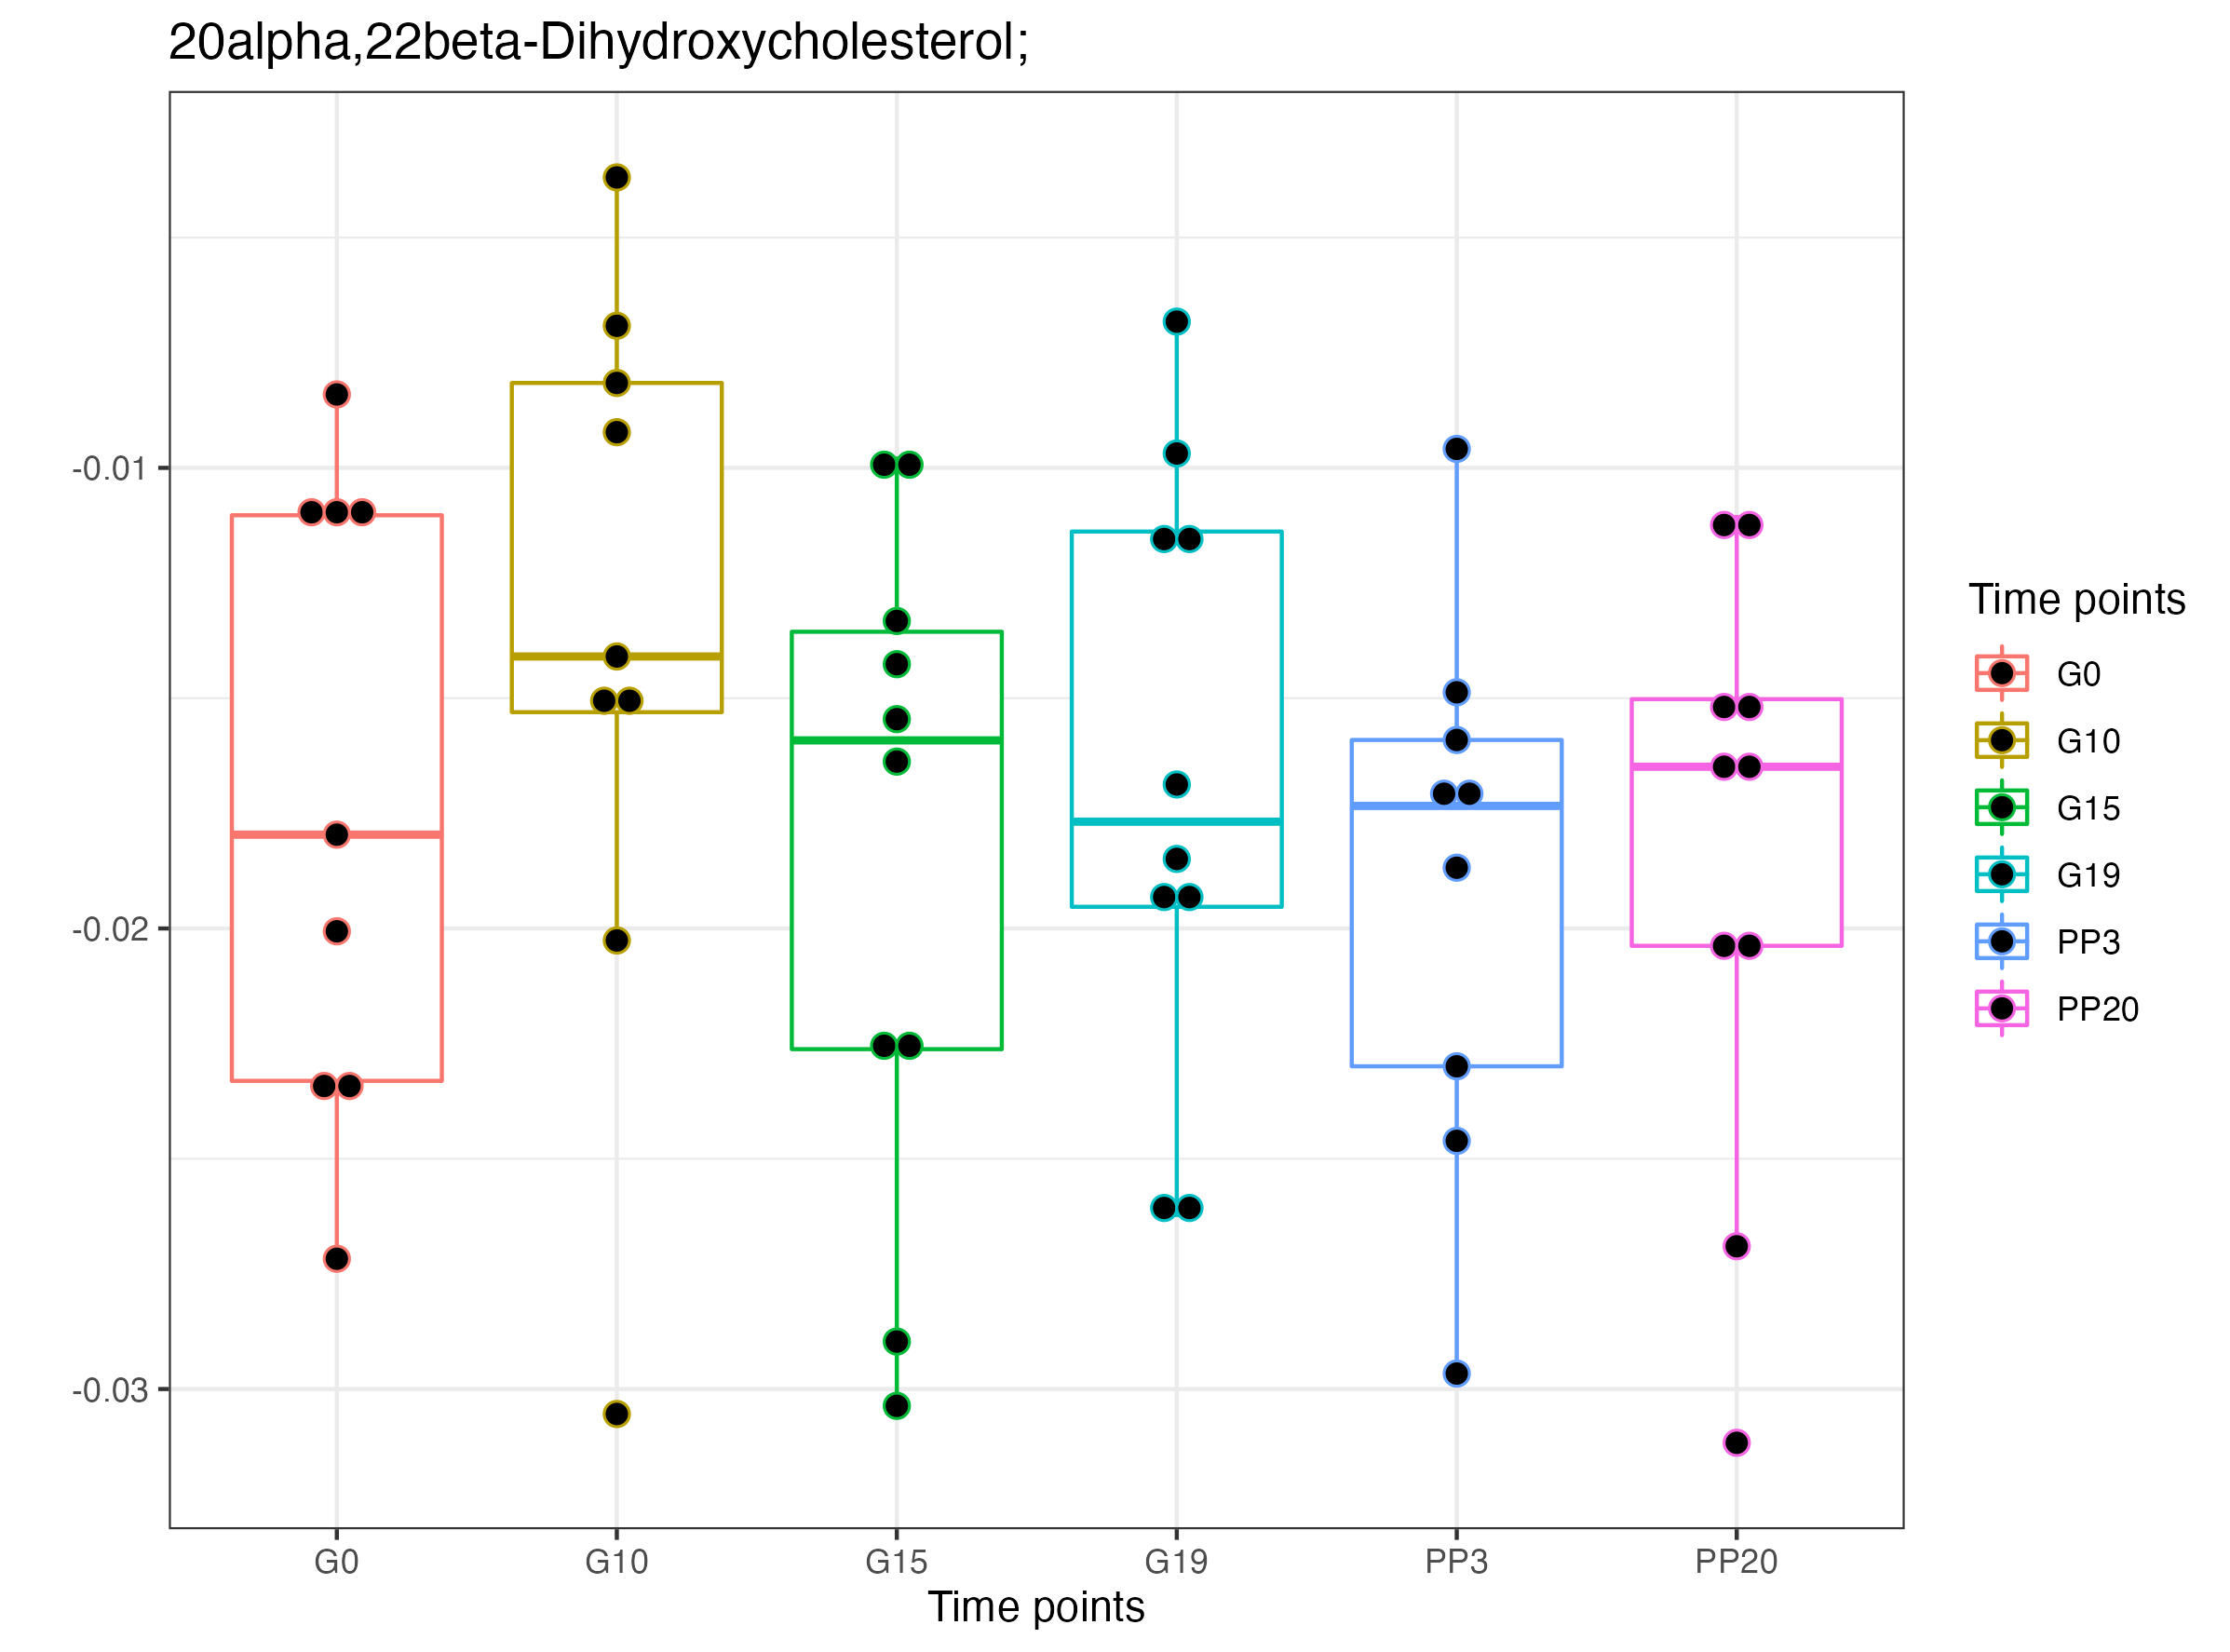 20alpha,22beta-Dihydroxycholesterol;
-0.01
-0.02
-0.03
G0 G10 G15 G19 PP3 PP20
Time points
Time points
G0
G10
G15
G19
PP3
PP20